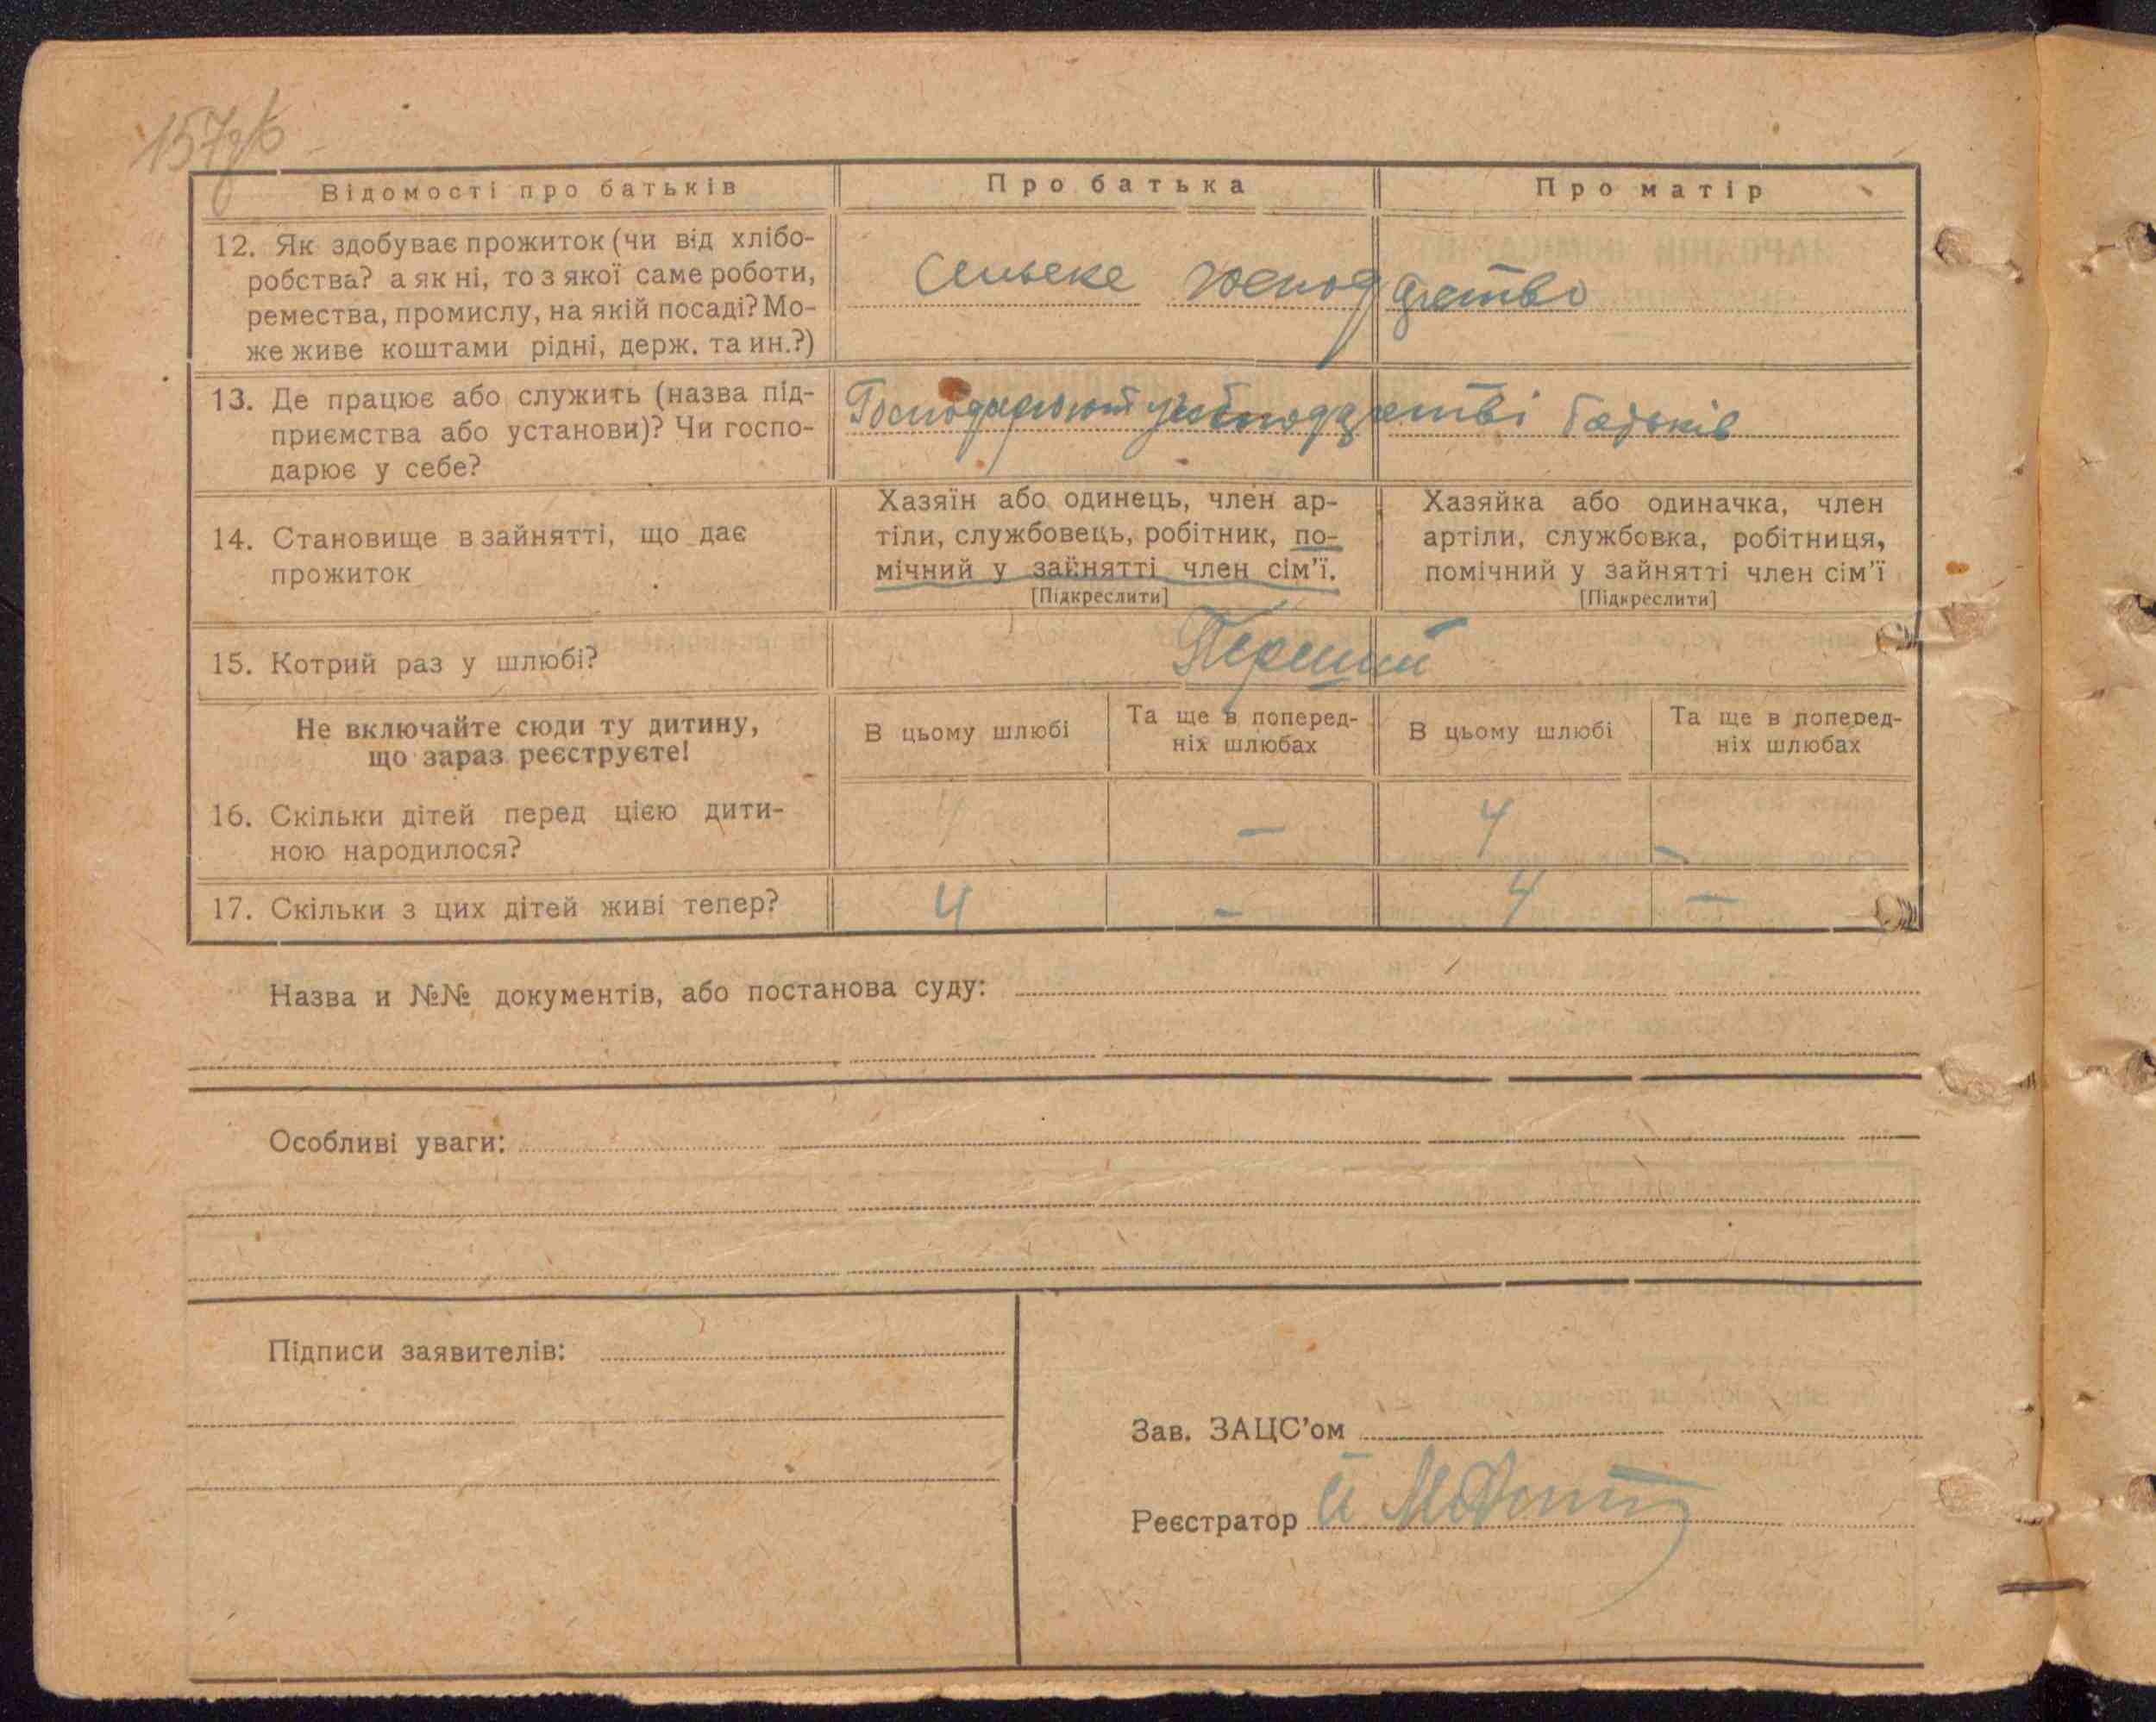 157
Відомості про батьків
Про батька
Про матір
12. Як здобуває прожиток (чи від хлібо-
робства? а як ні, то з якої саме роботи,
ремества, промислу, на якій посаді? Мо-
же живе коштами рідні, держ. та ин.?)
Сільське господарство
13. Де працює або служить (назва під-
приємства або установи)? Чи госпо-
дарює у себе?
батьків
14. Становище в зайнятті, що дає
прожиток
Хазяїн або одинець, член ар-
тіли, службовець, робітник, по-
мічний у зайнятті член сім'ї.
[Підкреслити]
Хазяйка або одиначка, член
артіли, службовка, робітниця,
помічний у зайнятті член сім'ї
[Підкреслити]
15. Котрий раз у шлюбі?
Перший
Не включайте сюди ту дитину,
що зараз реєструєте!
В цьому шлюбі
Та ще в поперед-
ніх шлюбах
В цьому шлюбі
Та ще в поперед-
ніх шлюбах
16. Скільки дітей перед цією дити-
ною народилося?
4 — 4 —
17. Скільки з цих дітей живі тепер?
4 — 4 —
Назва и №№ документів, або постанова суду:
Особливі уваги:
Підписи заявителів:
Зав. ЗАЦС'ом
Реєстратор